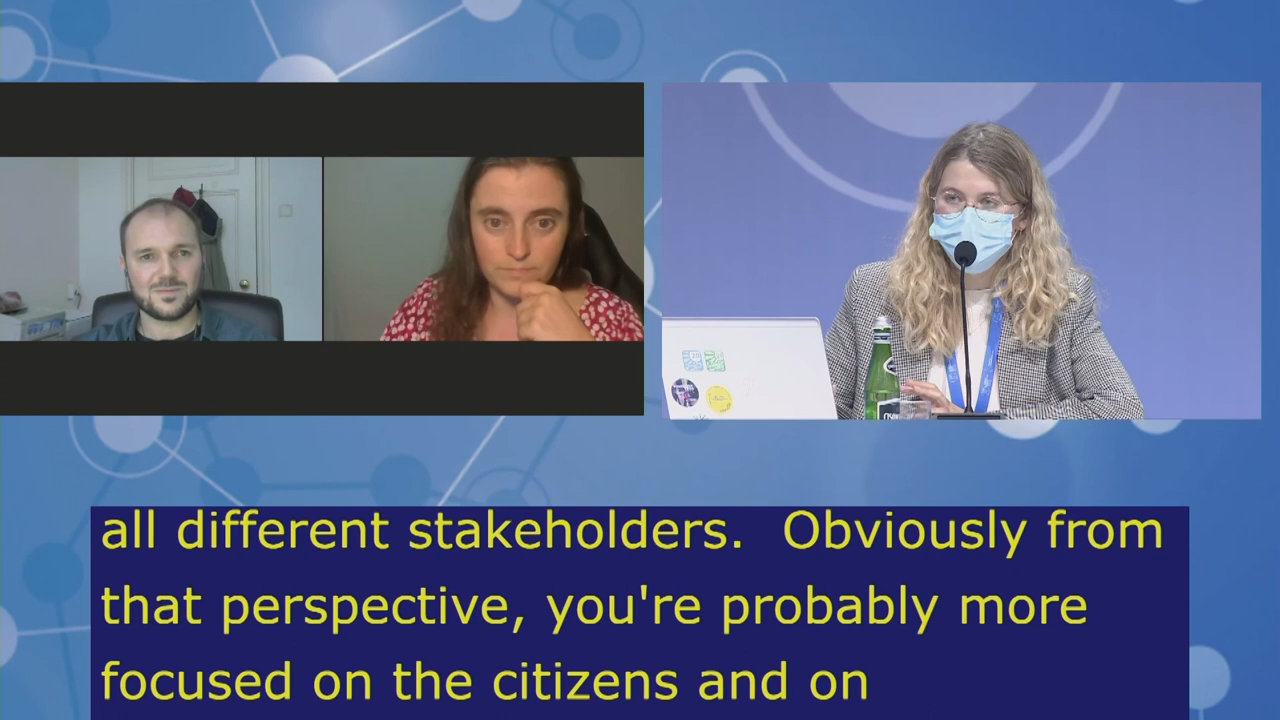 all different stakeholders.  Obviously from
that perspective, you're probably more
focused on the citizens and on